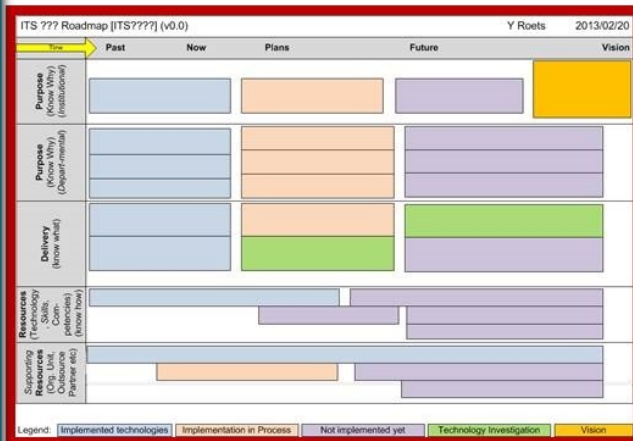 ITS ??? Roadmap [ITS????] (v0.0) Y Roets 2013/02/20
Time Past Now Plans Future Vision
Purpose
(Know Why)
(Institutional)
Purpose
(Know Why)
(Depart-mental)
Delivery
(know what)
Resources
(Technology
, Skills,
Com-
petencies)
(know how)
Supporting
Resources
(Org. Unit,
Outsource
Partner etc)
Legend: Implemented technologies Implementation in Process Not implemented yet Technology Investigation Vision